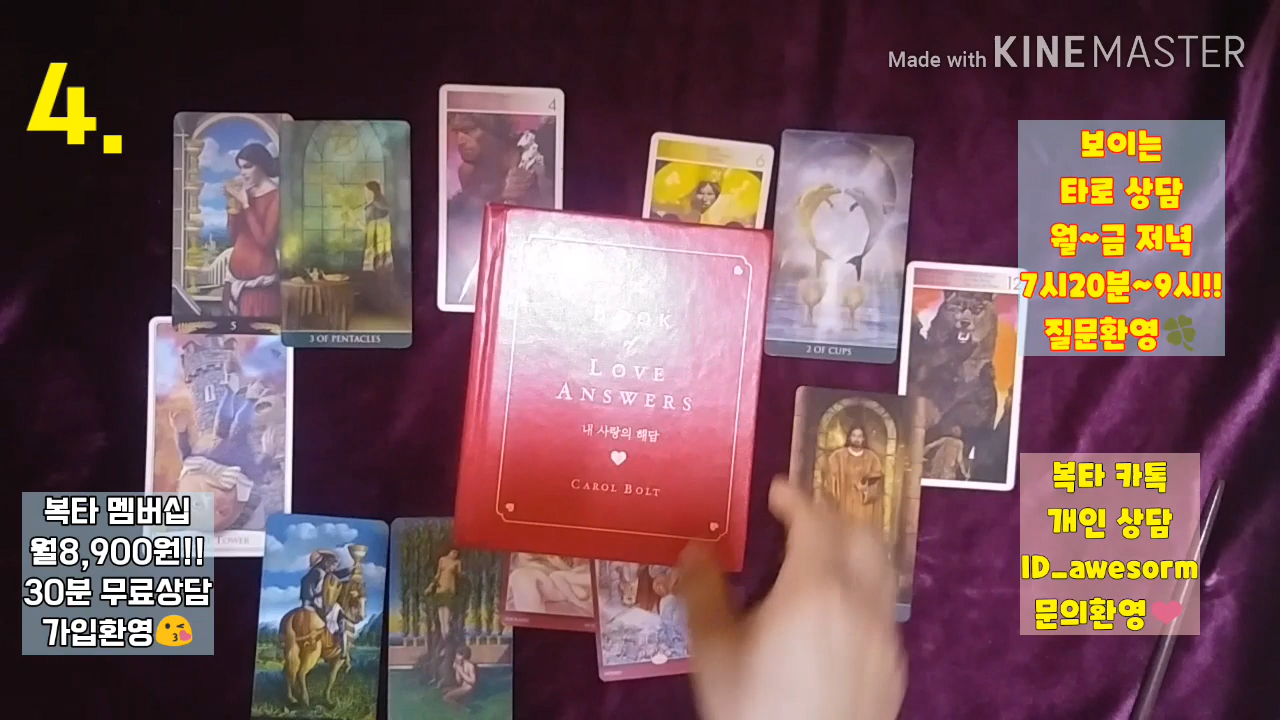 4.
Made with KINEMASTER
보이는
타로 상담
월~금 저녁
7시20분~9시!!
질문환영🍀
4
6
5
3 OF PENTACLES
2 OF CUPS
12
BOOK
of
LOVE
ANSWERS
내 사랑의 해답
CAROL BOLT
TOWER
복타 멤버십
월8,900원!!
30분 무료상담
가입환영😘
복타 카톡
개인 상담
ID_awesorm
문의환영💓